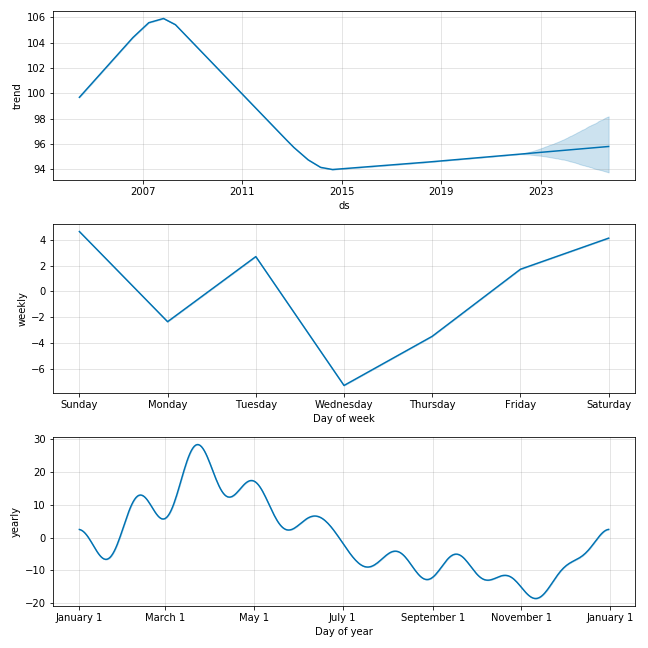 106
104
102
100
98
96
94
trend
2007 2011 2015 2019 2023
ds
4
2
0
−2
−4
−6
weekly
Sunday Monday Tuesday Wednesday Thursday Friday Saturday
Day of week
30
20
10
0
−10
−20
yearly
January 1 March 1 May 1 July 1 September 1 November 1 January 1
Day of year